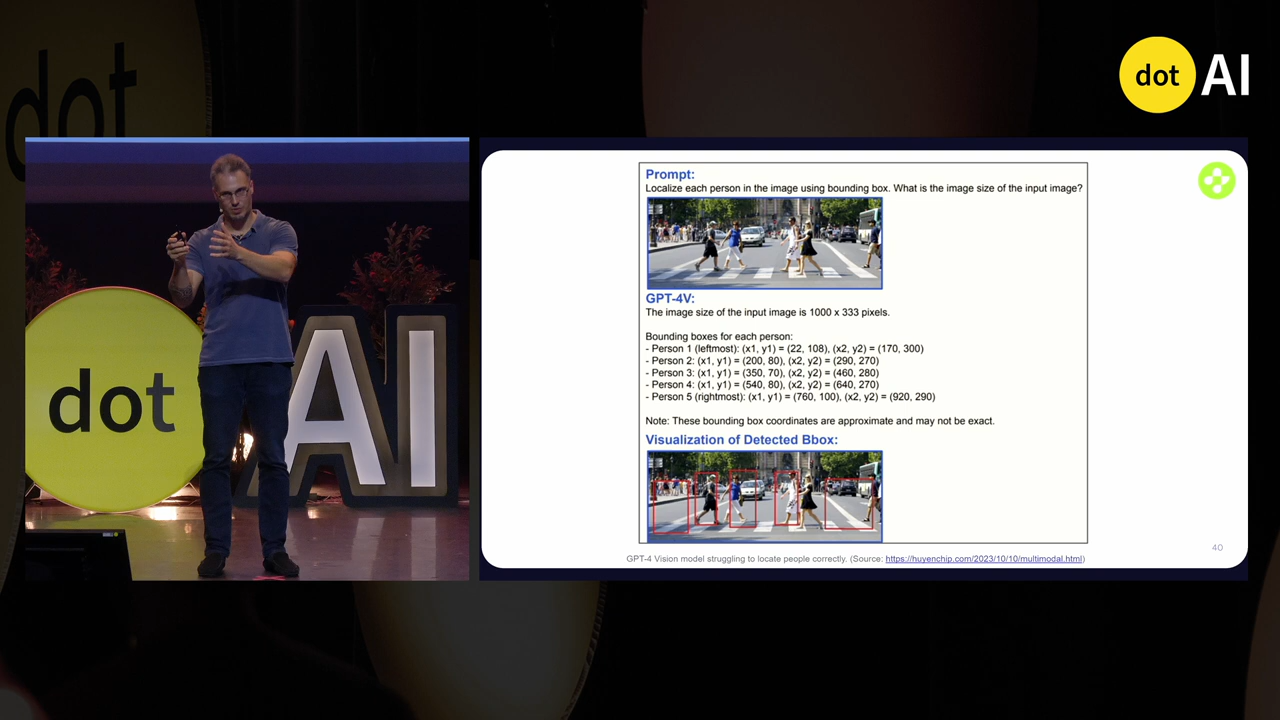 dot
dot AI
dot AI
Prompt:
Localize each person in the image using bounding box. What is the image size of the input image?
GPT-4V:
The image size of the input image is 1000 x 333 pixels.
Bounding boxes for each person:
- Person 1 (leftmost): (x1, y1) = (22, 108), (x2, y2) = (170, 300)
- Person 2: (x1, y1) = (200, 80), (x2, y2) = (290, 270)
- Person 3: (x1, y1) = (350, 70), (x2, y2) = (460, 280)
- Person 4: (x1, y1) = (540, 80), (x2, y2) = (640, 270)
- Person 5 (rightmost): (x1, y1) = (760, 100), (x2, y2) = (920, 290)
Note: These bounding box coordinates are approximate and may not be exact.
Visualization of Detected Bbox:
40
GPT-4 Vision model struggling to locate people correctly. (Source: https://huyenchip.com/2023/10/10/multimodal.html)